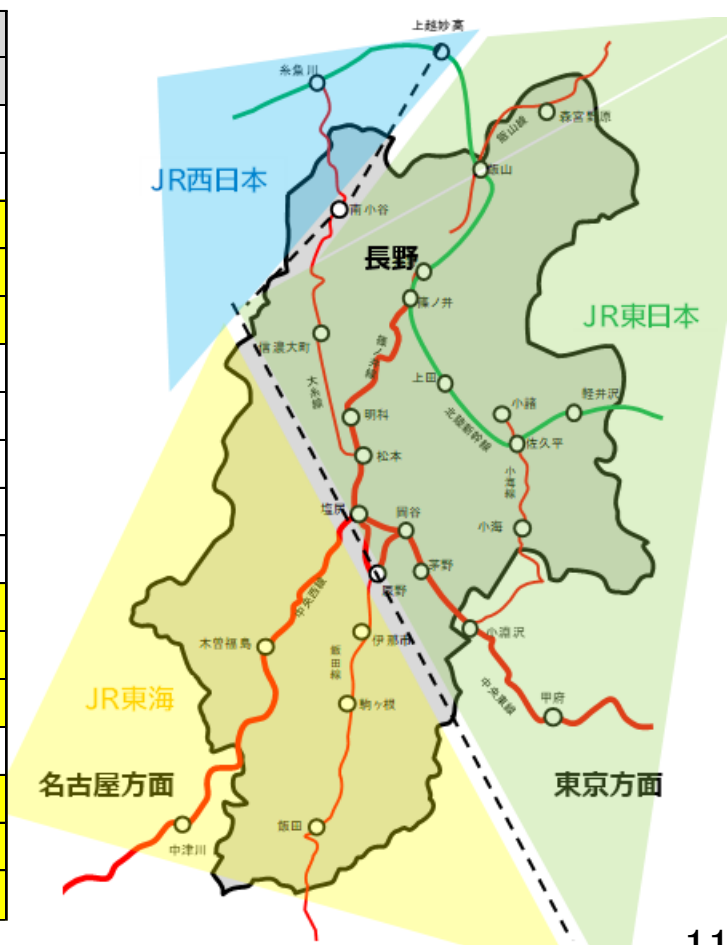 上越妙高
糸魚川
森宮野原
飯山線
飯山
JR西日本
南小谷
長野
篠ノ井
JR東日本
信濃大町
篠ノ井線
大糸線
上田
小諸
軽井沢
明科
北陸新幹線
佐久平
松本
小海線
塩尻
岡谷
小海
茅野
辰野
中央西線
小淵沢
木曽福島
伊那市
飯田線
JR東海
駒ヶ根
中央東線
甲府
名古屋方面
東京方面
飯田
中津川
11